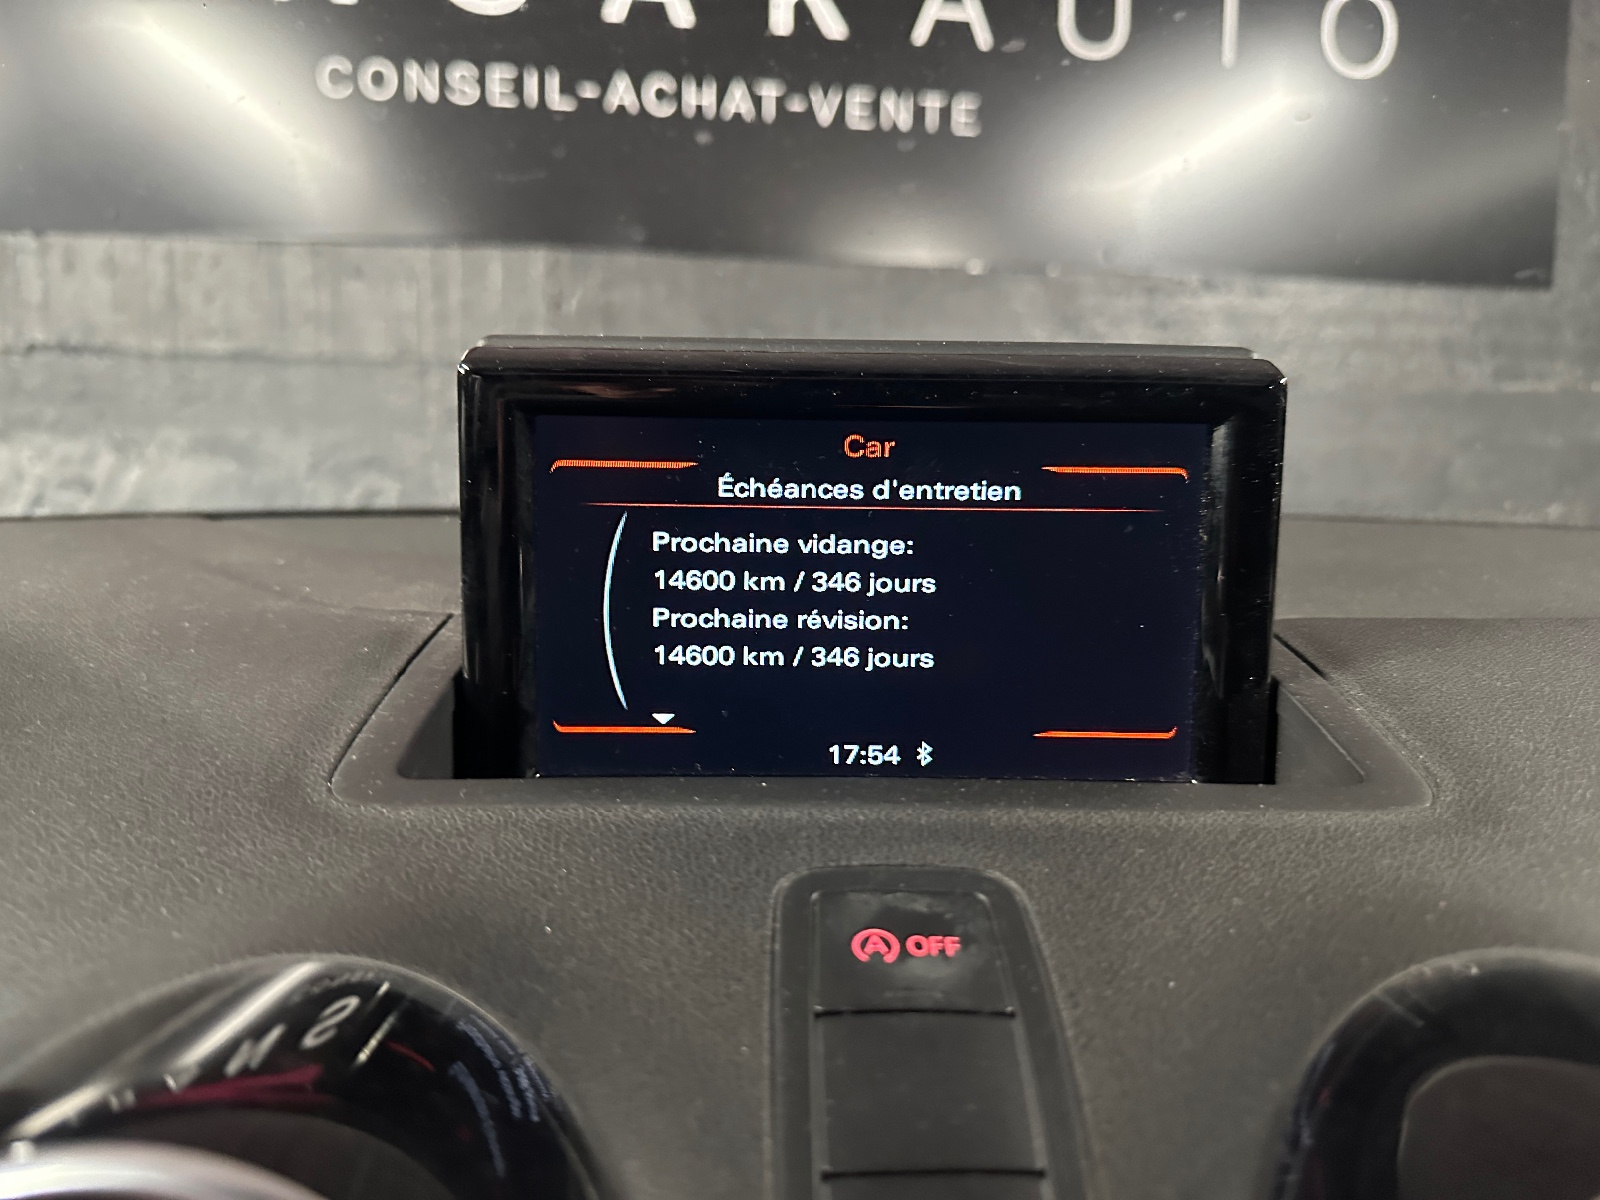 CONSEIL-ACHAT-VENTE
Car
Échéances d'entretien
Prochaine vidange:
14600 km / 346 jours
Prochaine révision:
14600 km / 346 jours
17:54
A OFF